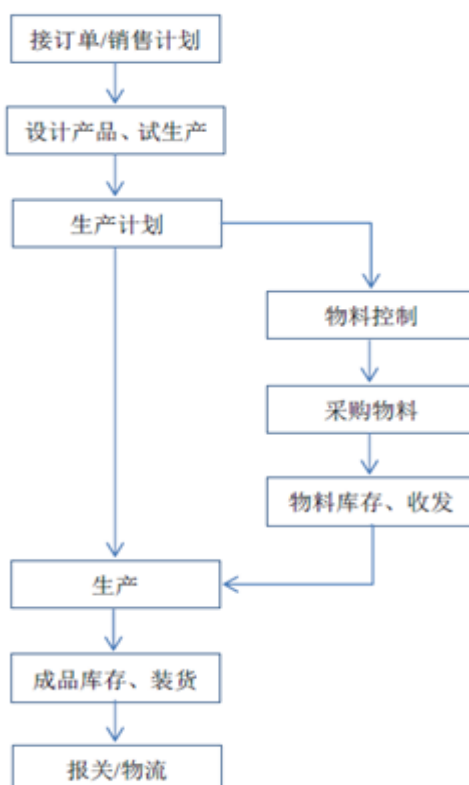 接订单/销售计划
设计产品、试生产
生产计划
物料控制
采购物料
物料库存、收发
生产
成品库存、装货
报关/物流